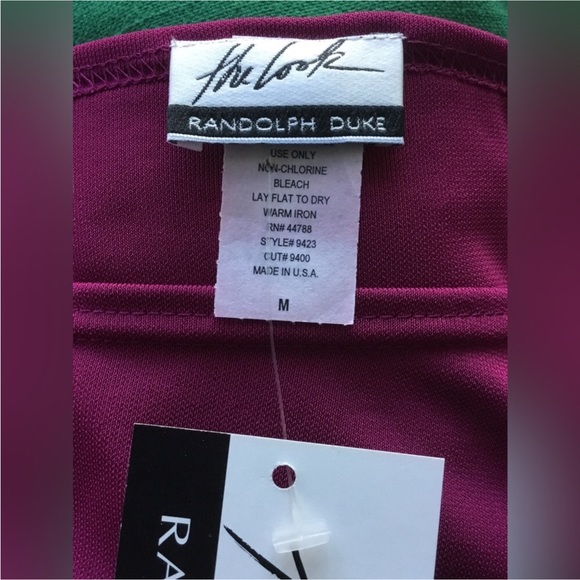 the Look
RANDOLPH DUKE
USE ONLY
NON-CHLORINE
BLEACH
LAY FLAT TO DRY
WARM IRON
RN# 44788
STYLE# 9423
CUT# 9400
MADE IN U.S.A.
M
RA